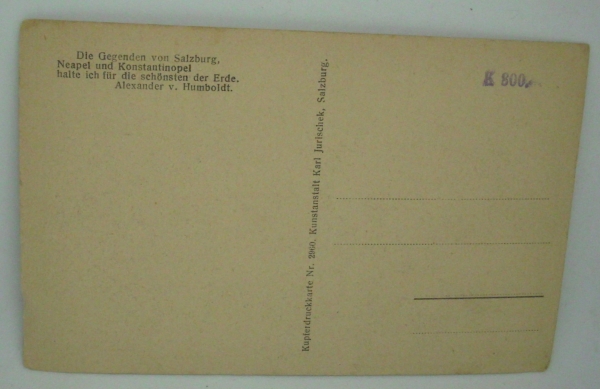 Die Gegenden von Salzburg,
Neapel und Konstantinopel
halte ich für die schönsten der Erde.
Alexander v. Humboldt.
Kupferdruckkarte Nr. 2960, Kunstanstalt Karl Jurischek, Salzburg.
K 800,-